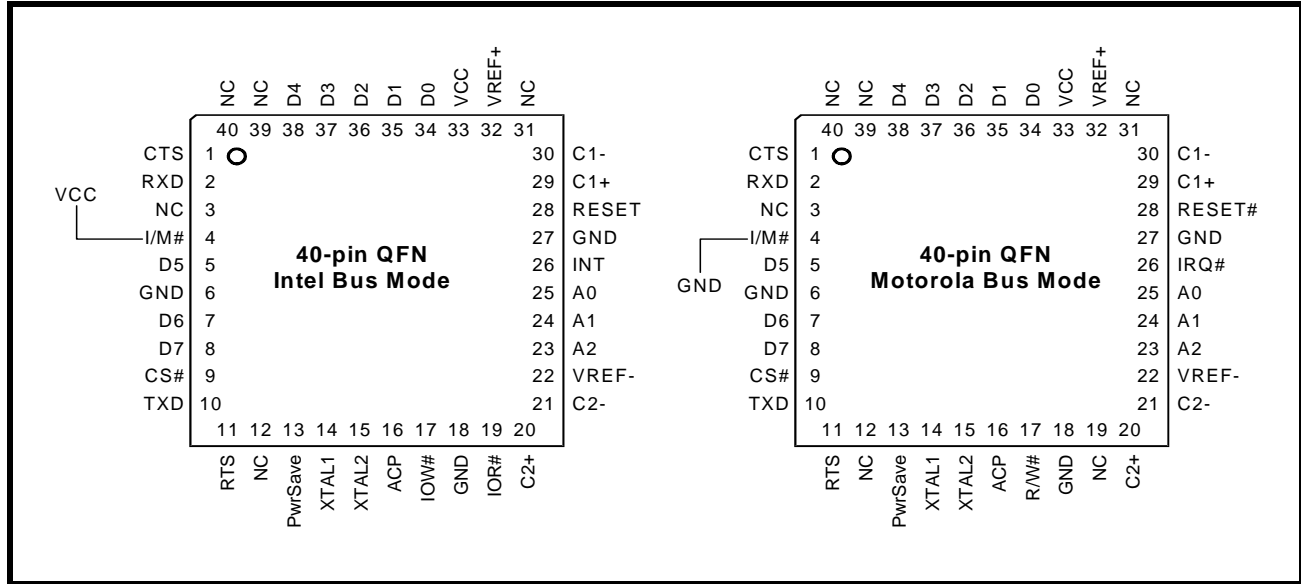 NC NC D4 D3 D2 D1 D0 VCC VREF+ NC
40 39 38 37 36 35 34 33 32 31
CTS 1 30 C1-
RXD 2 29 C1+
VCC
NC 3 28 RESET
I/M# 4 27 GND
D5 5 26 INT
GND 6 25 A0
D6 7 24 A1
D7 8 23 A2
CS# 9 22 VREF-
TXD 10 21 C2-
40-pin QFN
Intel Bus Mode
11 12 13 14 15 16 17 18 19 20
RTS NC PwrSave XTAL1 XTAL2 ACP IOW# GND IOR# C2+
NC NC D4 D3 D2 D1 D0 VCC VREF+ NC
40 39 38 37 36 35 34 33 32 31
CTS 1 30 C1-
RXD 2 29 C1+
NC 3 28 RESET#
I/M# 4 27 GND
D5 5 26 IRQ#
GND
GND 6 25 A0
D6 7 24 A1
D7 8 23 A2
CS# 9 22 VREF-
TXD 10 21 C2-
40-pin QFN
Motorola Bus Mode
11 12 13 14 15 16 17 18 19 20
RTS NC PwrSave XTAL1 XTAL2 ACP R/W# GND NC C2+